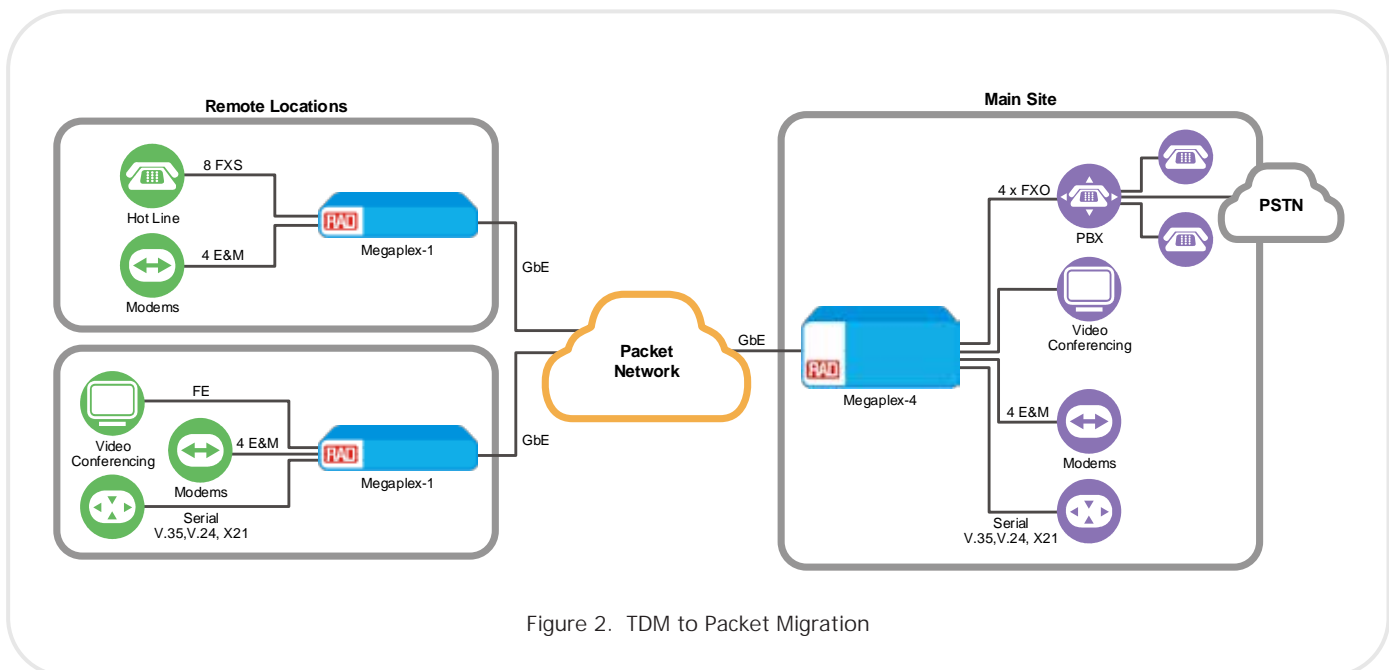 Remote Locations
8 FXS
Hot Line
4 E&M
Modems
RAD
Megaplex-1
GbE
FE
Video
Conferencing
4 E&M
Modems
Serial
V.35,V.24, X21
RAD
Megaplex-1
GbE
Packet
Network
GbE
Main Site
RAD
Megaplex-4
4 x FXO
PBX
PSTN
Video
Conferencing
4 E&M
Modems
Serial
V.35,V.24, X21
Figure 2. TDM to Packet Migration